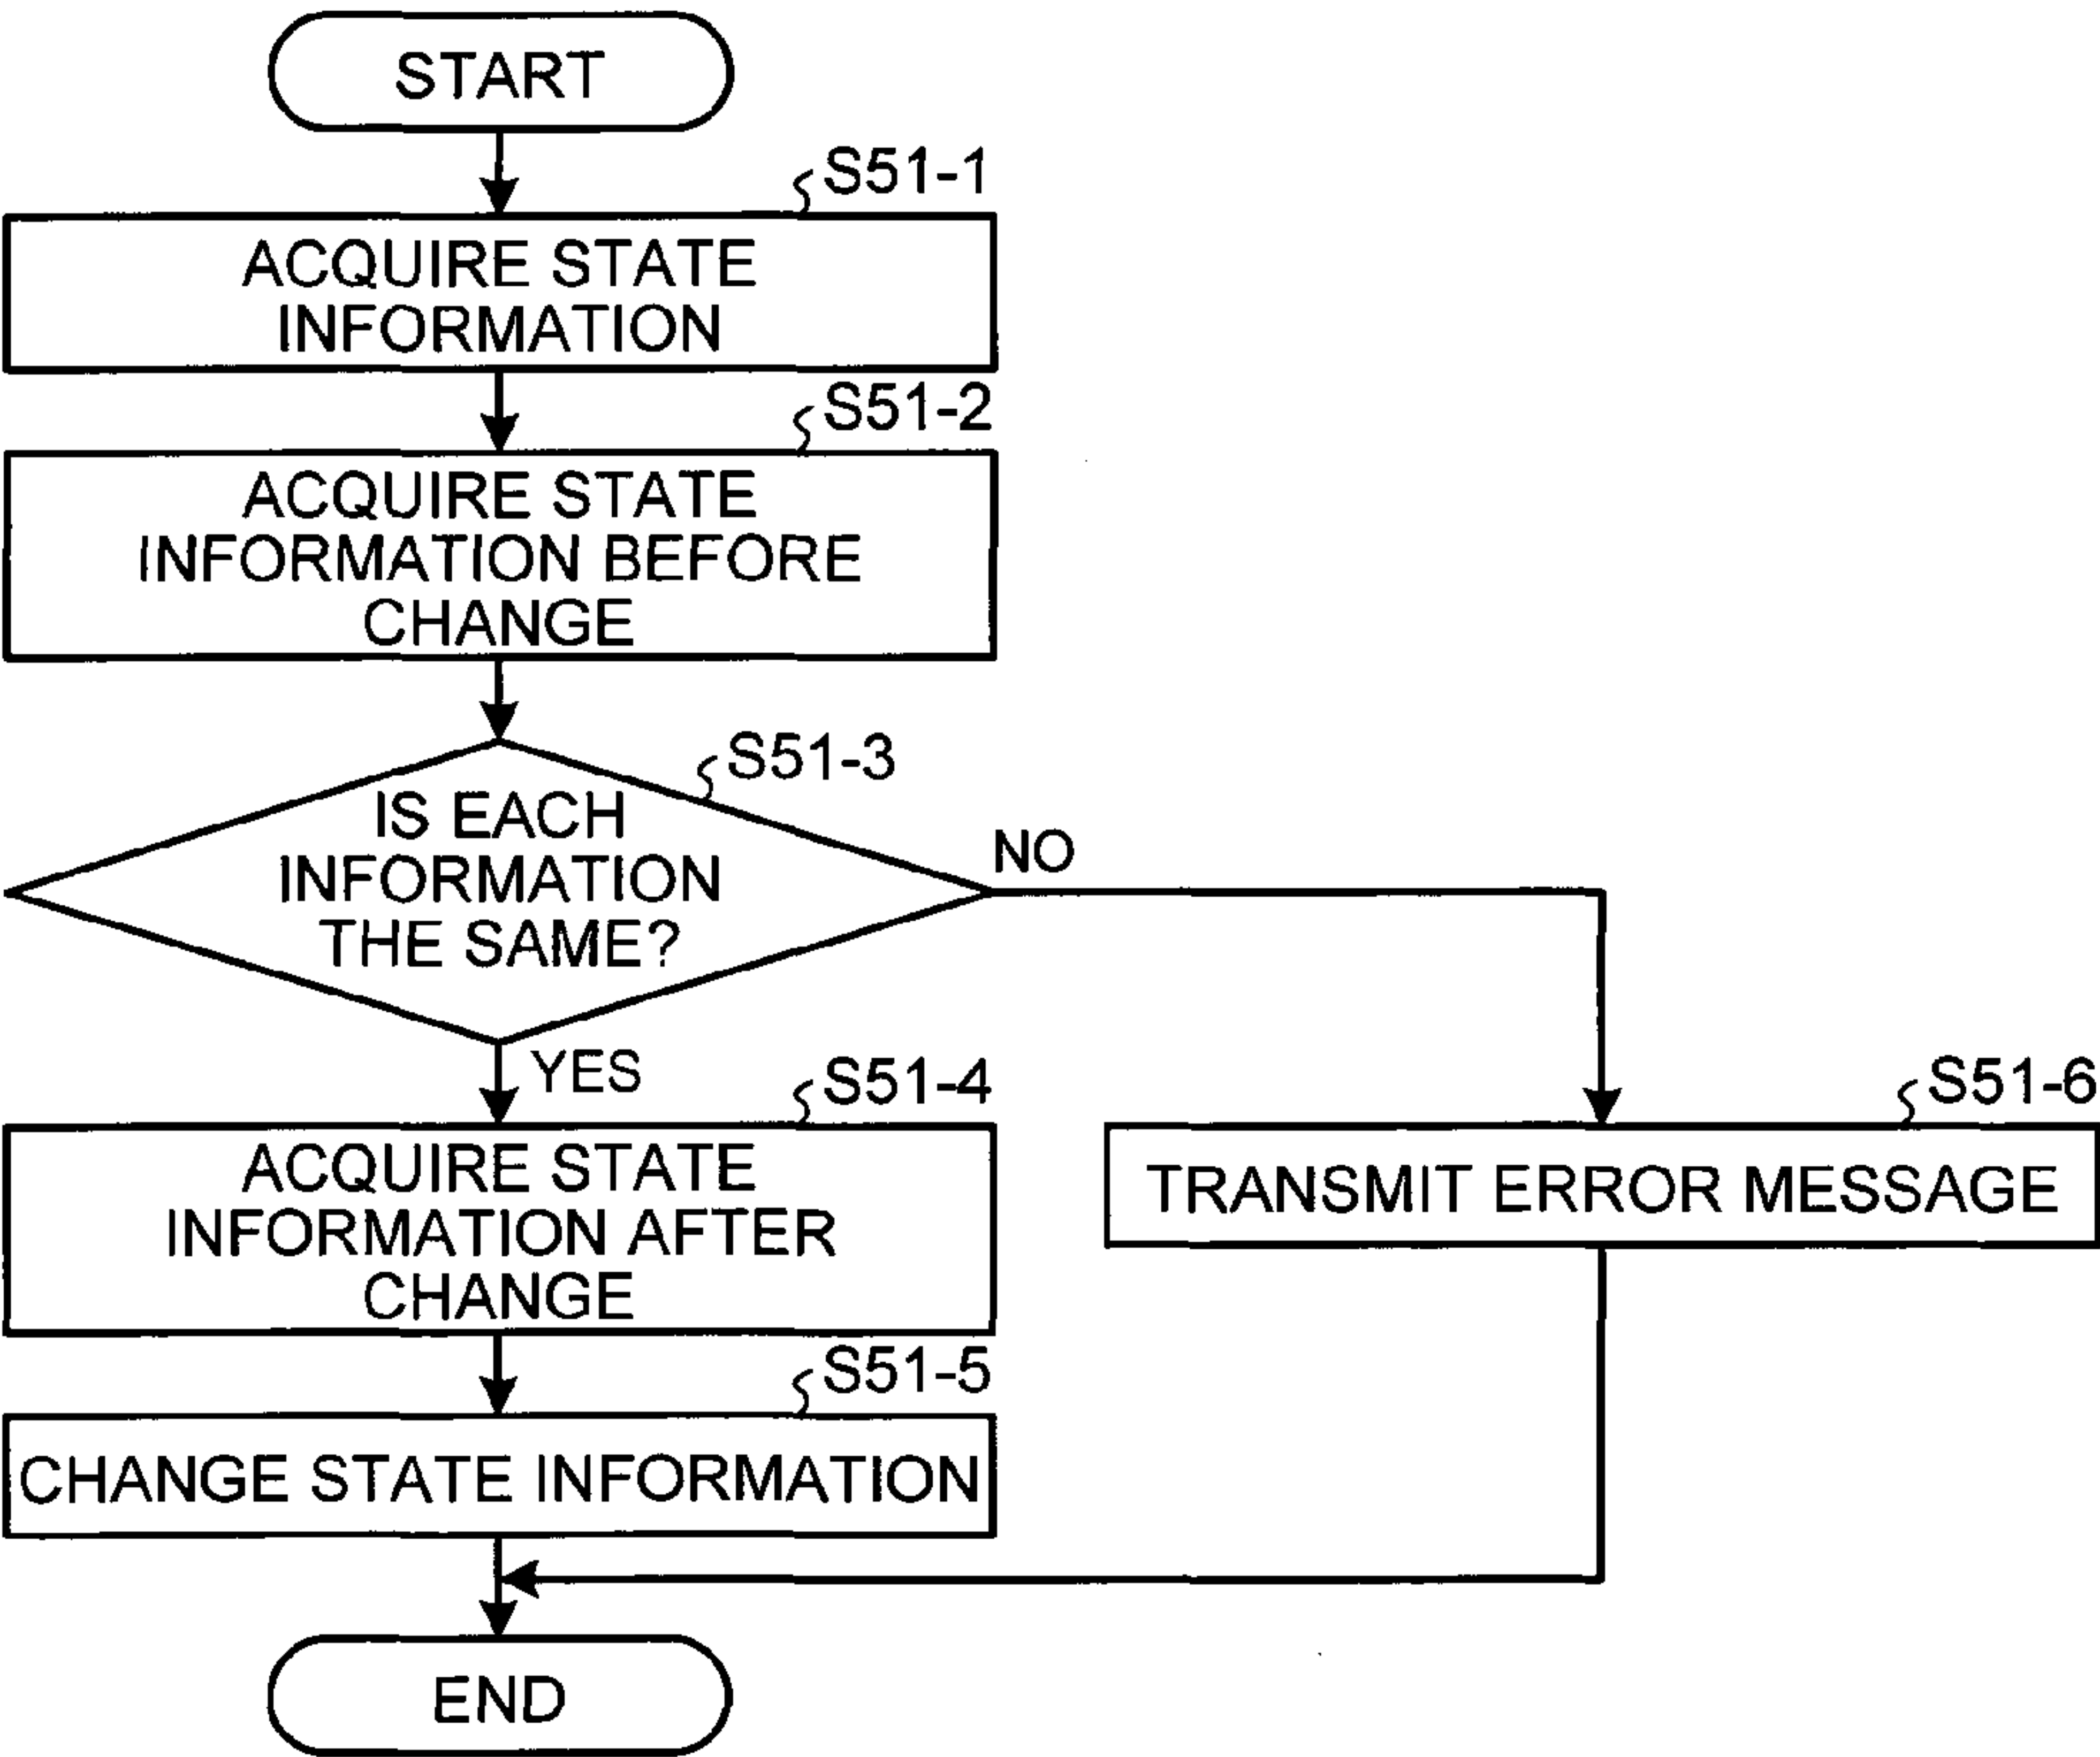 START
S51-1
ACQUIRE STATE
INFORMATION
S51-2
ACQUIRE STATE
INFORMATION BEFORE
CHANGE
S51-3
IS EACH
INFORMATION
THE SAME?
NO
YES
S51-4
ACQUIRE STATE
INFORMATION AFTER
CHANGE
S51-6
TRANSMIT ERROR MESSAGE
S51-5
CHANGE STATE INFORMATION
END